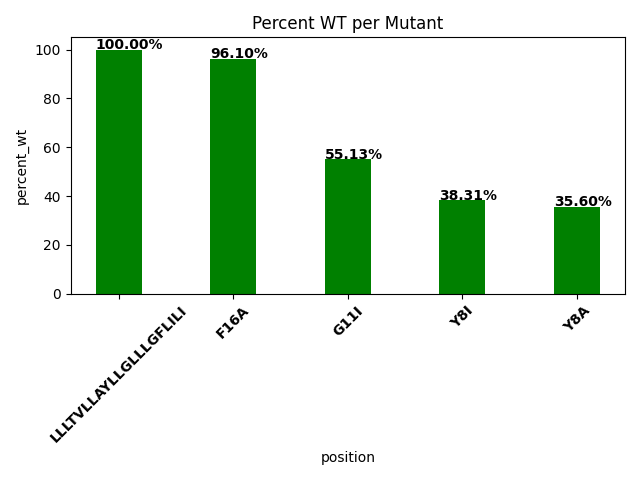 Percent WT per Mutant
percent_wt
100
80
60
40
20
0
100.00%
96.10%
55.13%
38.31%
35.60%
LLLTVLLAYLLGLLLGFLILI
F16A
G11I
Y8I
Y8A
position